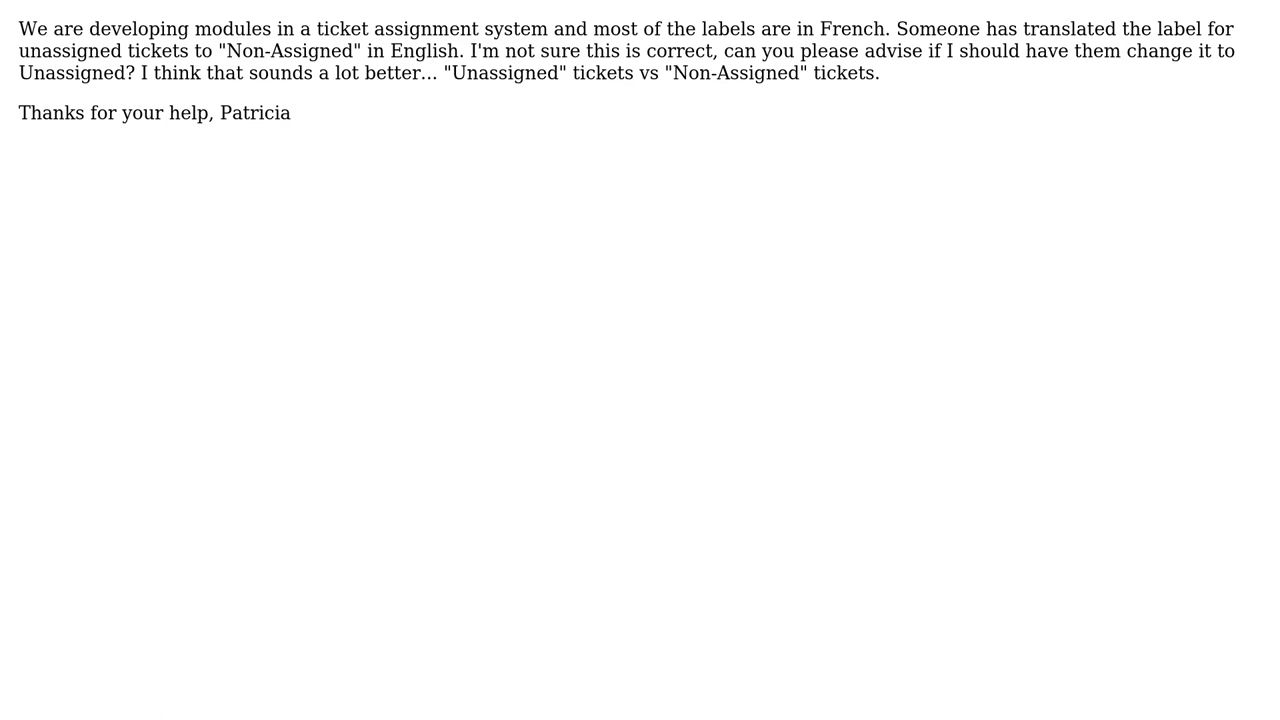 We are developing modules in a ticket assignment system and most of the labels are in French. Someone has translated the label for
unassigned tickets to "Non-Assigned" in English. I'm not sure this is correct, can you please advise if I should have them change it to
Unassigned? I think that sounds a lot better... "Unassigned" tickets vs "Non-Assigned" tickets.
Thanks for your help, Patricia